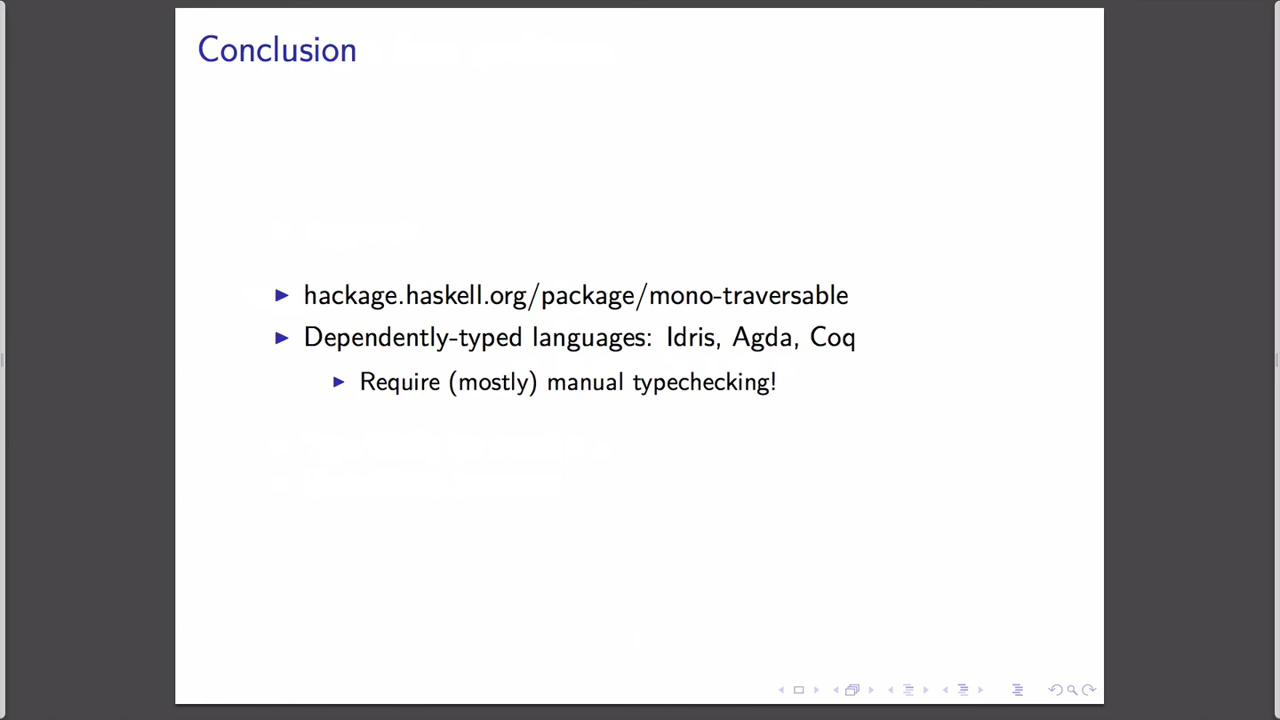 Conclusion
hackage.haskell.org/package/mono-traversable
Dependently-typed languages: Idris, Agda, Coq
Require (mostly) manual typechecking!